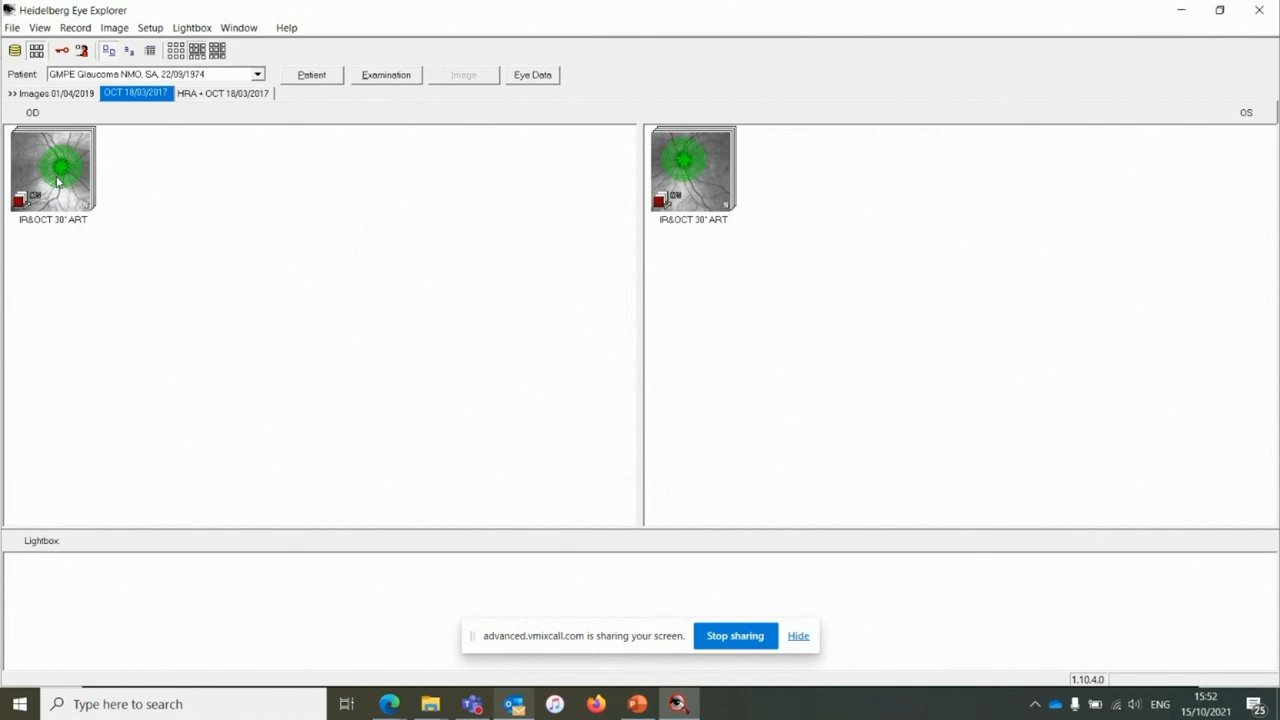 Heidelberg Eye Explorer
File View Record Image Setup Lightbox Window Help
Patient: GMPE Glaucoma NMO, SA, 22/09/1974 Patient Examination Image Eye Data
>> Images 01/04/2019 OCT 18/03/2017 HRA + OCT 18/03/2017
OD OS
IR&OCT 30° ART IR&OCT 30° ART
Lightbox:
advanced.vmixcall.com is sharing your screen. Stop sharing Hide
1.10.4.0
Type here to search ENG 15:52
15/10/2021 25